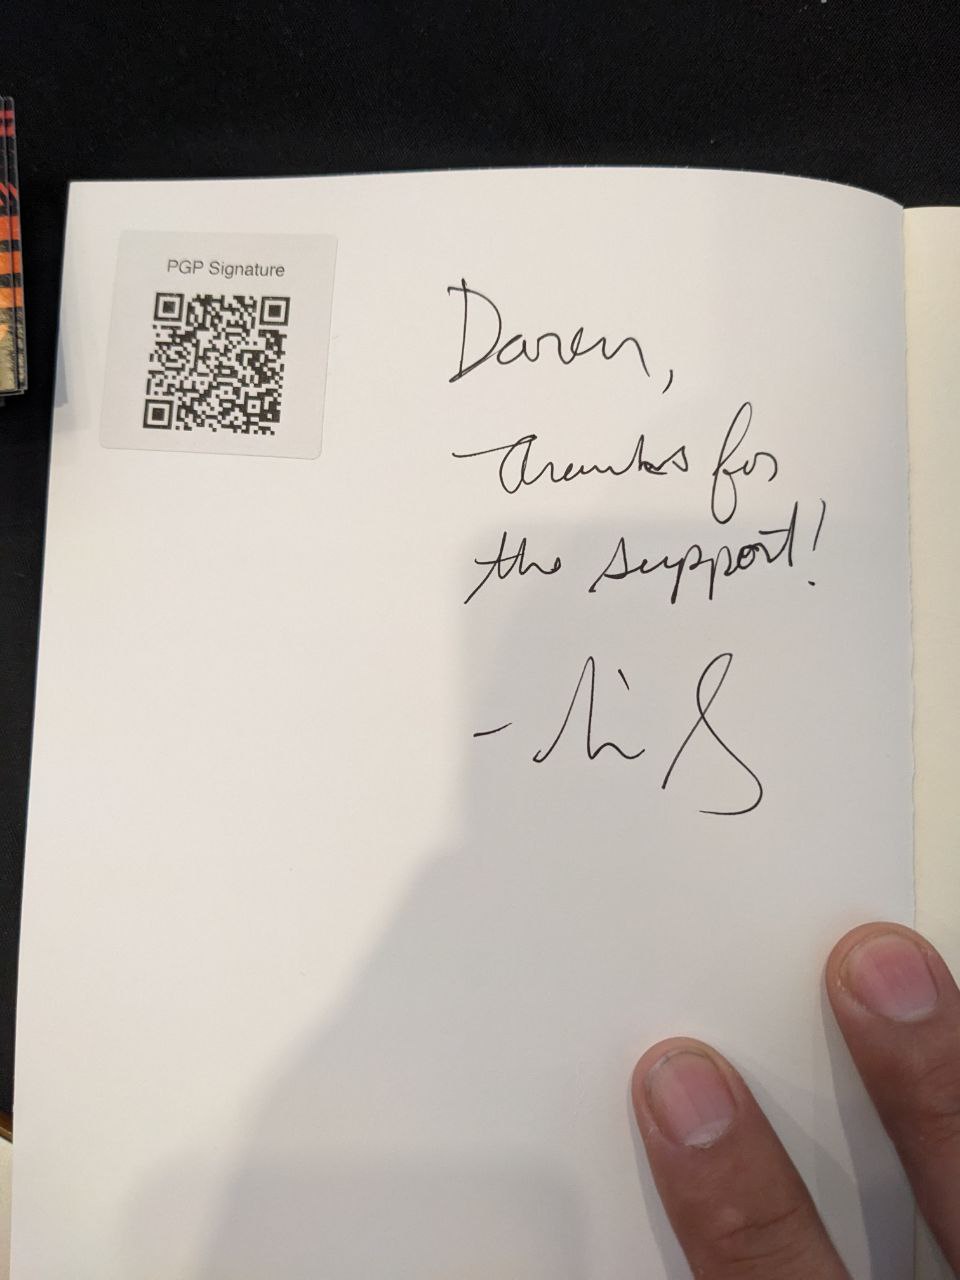 PGP Signature
Daren,
thanks for
the support!